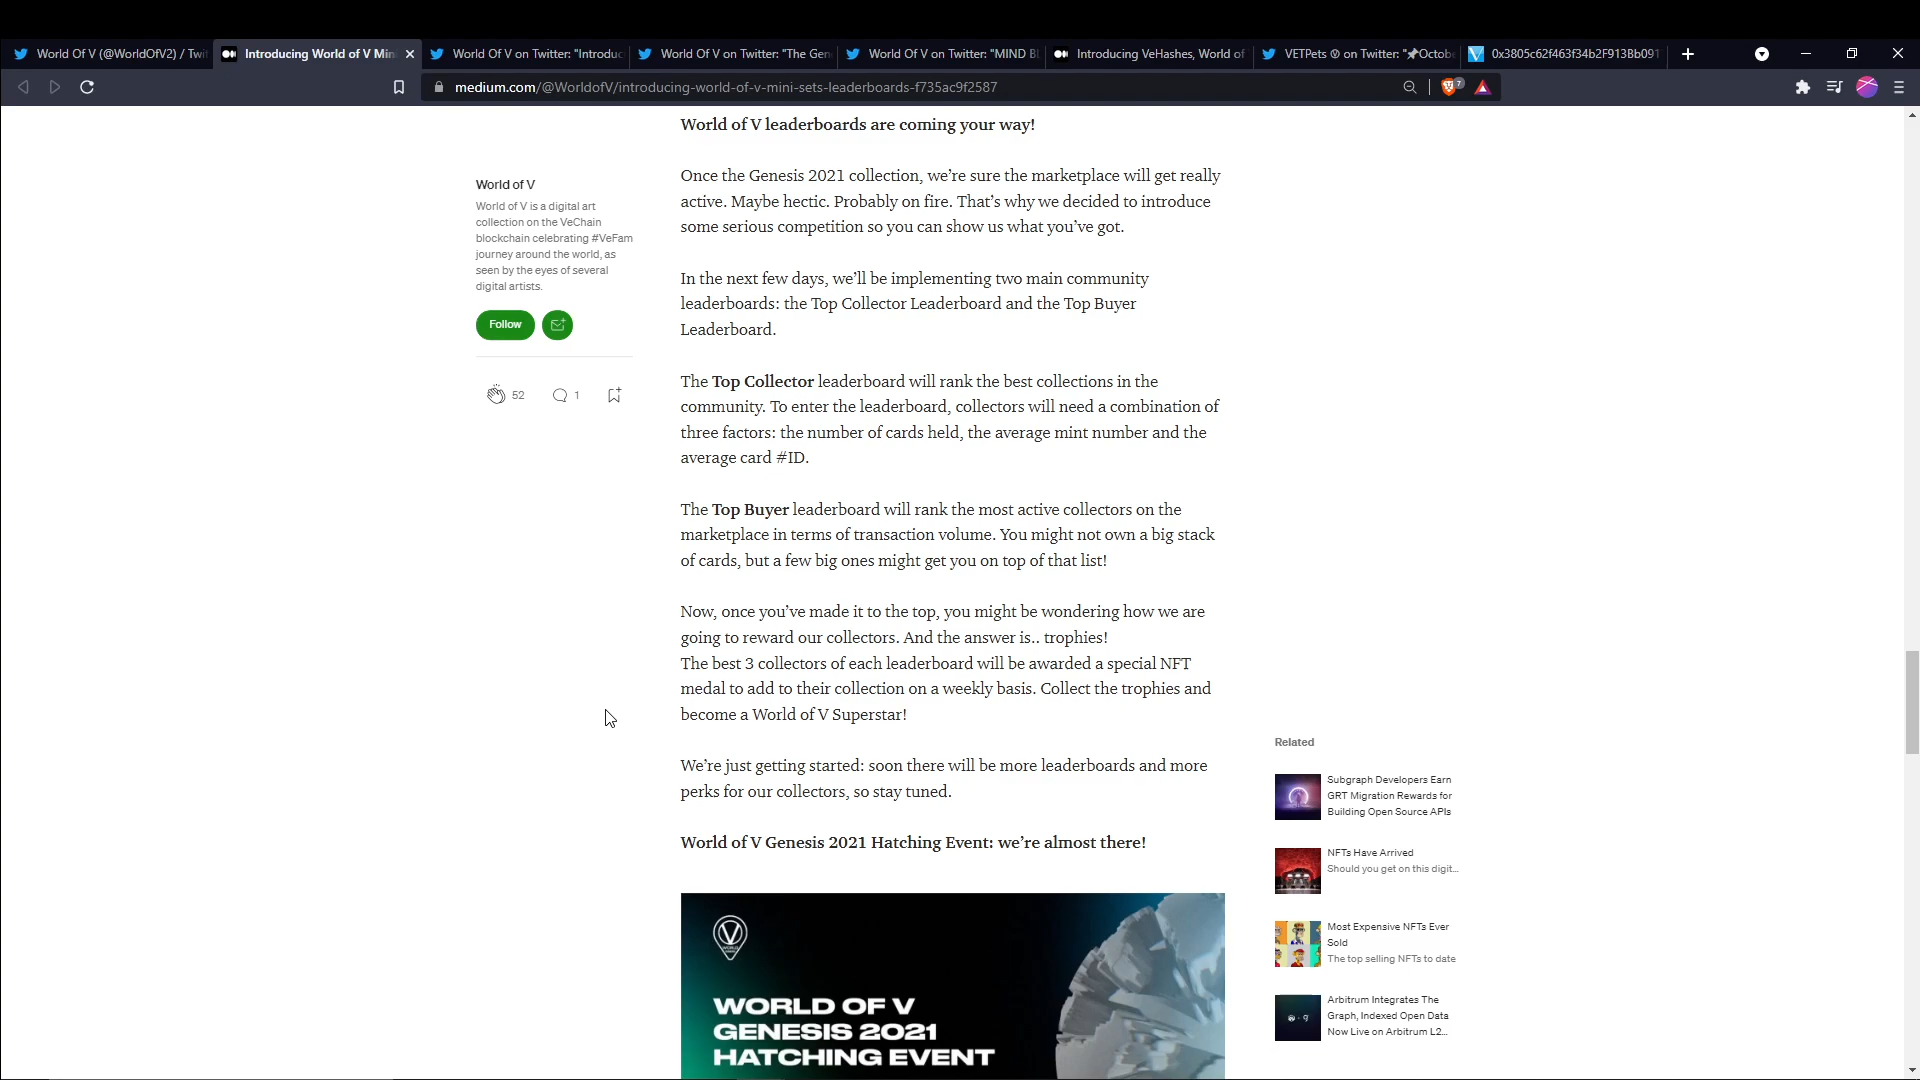 World Of V (@WorldOfV2) / Twi
Introducing World of V Min
World Of V on Twitter: "Introduc
World Of V on Twitter: "The Gen
World Of V on Twitter: "MIND BL
Introducing VeHashes, World of
VETPets Ⓥ on Twitter: "📌Octobe
0x3805c62f463f34b2F913Bb091
medium.com/@WorldofV/introducing-world-of-v-mini-sets-leaderboards-f735ac9f2587
7
World of V leaderboards are coming your way!
World of V
World of V is a digital art
collection on the VeChain
blockchain celebrating #VeFam
journey around the world, as
seen by the eyes of several
digital artists.
Follow
52
1
Once the Genesis 2021 collection, we’re sure the marketplace will get really
active. Maybe hectic. Probably on fire. That’s why we decided to introduce
some serious competition so you can show us what you’ve got.
In the next few days, we’ll be implementing two main community
leaderboards: the Top Collector Leaderboard and the Top Buyer
Leaderboard.
The Top Collector leaderboard will rank the best collections in the
community. To enter the leaderboard, collectors will need a combination of
three factors: the number of cards held, the average mint number and the
average card #ID.
The Top Buyer leaderboard will rank the most active collectors on the
marketplace in terms of transaction volume. You might not own a big stack
of cards, but a few big ones might get you on top of that list!
Now, once you’ve made it to the top, you might be wondering how we are
going to reward our collectors. And the answer is.. trophies!
The best 3 collectors of each leaderboard will be awarded a special NFT
medal to add to their collection on a weekly basis. Collect the trophies and
become a World of V Superstar!
We’re just getting started: soon there will be more leaderboards and more
perks for our collectors, so stay tuned.
World of V Genesis 2021 Hatching Event: we’re almost there!
WORLD OF V
GENESIS 2021
HATCHING EVENT
Related
Subgraph Developers Earn
GRT Migration Rewards for
Building Open Source APIs
NFTs Have Arrived
Should you get on this digit...
Most Expensive NFTs Ever
Sold
The top selling NFTs to date
Arbitrum Integrates The
Graph, Indexed Open Data
Now Live on Arbitrum L2...